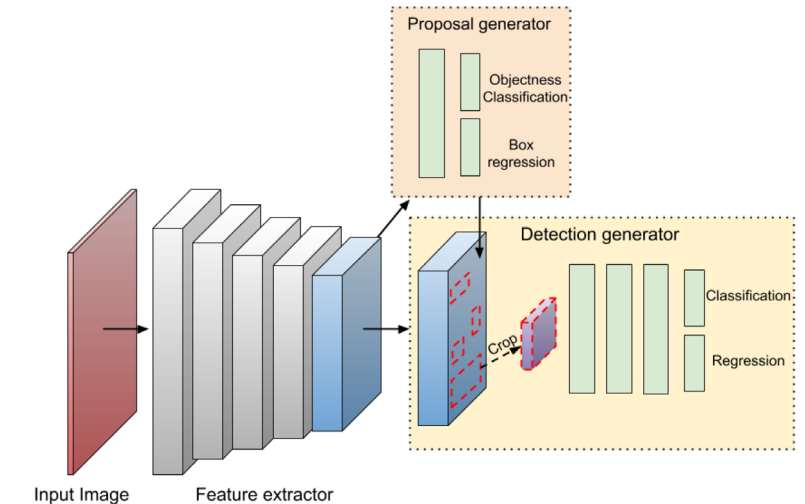 Proposal generator
Objectness
Classification
Box
regression
Detection generator
Crop
Classification
Regression
Input Image
Feature extractor